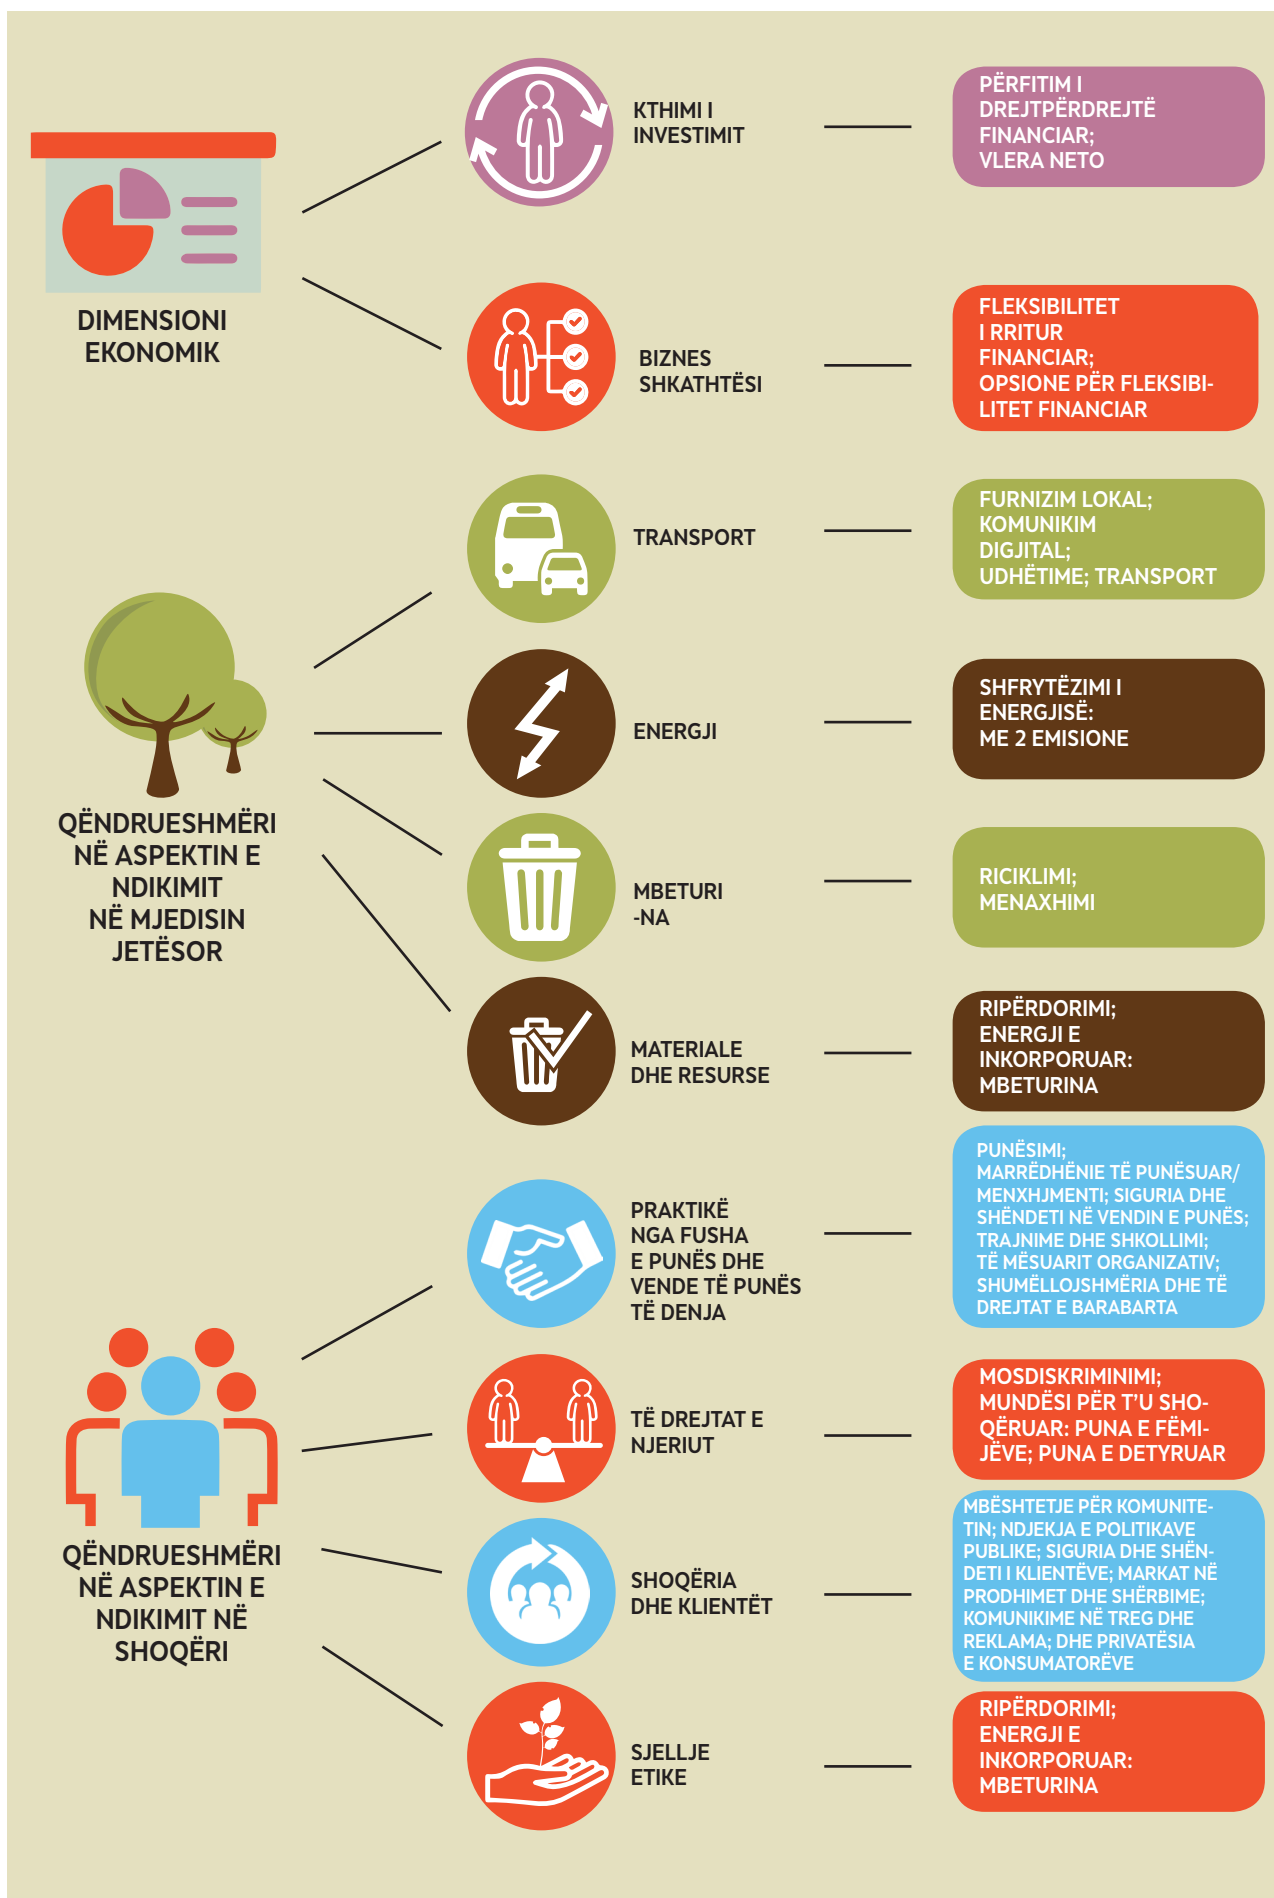 DIMENSIONI
EKONOMIK
KTHIMI I
INVESTIMIT
PËRFITIM I
DREJTPËRDREJTË
FINANCIAR;
VLERA NETO
BIZNES
SHKATHTËSI
FLEKSIBILITET
I RRITUR
FINANCIAR;
OPSIONE PËR FLEKSIBI-
LITET FINANCIAR
QËNDRUESHMËRI
NË ASPEKTIN E
NDIKIMIT
NË MJEDISIN
JETËSOR
TRANSPORT
FURNIZIM LOKAL;
KOMUNIKIM
DIGJITAL;
UDHËTIME; TRANSPORT
ENERGJI
SHFRYTËZIMI I
ENERGJISË:
ME 2 EMISIONE
MBETURI
-NA
RICIKLIMI;
MENAXHIMI
MATERIALE
DHE RESURSE
RIPËRDORIMI;
ENERGJI E
INKORPORUAR:
MBETURINA
QËNDRUESHMËRI
NË ASPEKTIN E
NDIKIMIT NË
SHOQËRI
PRAKTIKË
NGA FUSHA
E PUNËS DHE
VENDE TË PUNËS
TË DENJA
PUNËSIMI;
MARRËDHËNIE TË PUNËSUAR/
MENXHJMENTI; SIGURIA DHE
SHËNDETI NË VENDIN E PUNËS;
TRAJNIME DHE SHKOLLIMI;
TË MËSUARIT ORGANIZATIV;
SHUMËLLOJSHMËRIA DHE TË
DREJTAT E BARABARTA
TË DREJTAT E
NJERIUT
MOSDISKRIMINIMI;
MUNDËSI PËR T'U SHO-
QËRUAR: PUNA E FËMI-
JËVE; PUNA E DETYRUAR
SHOQËRIA
DHE KLIENTËT
MBËSHTETJE PËR KOMUNITE-
TIN; NDJEKJA E POLITIKAVE
PUBLIKE; SIGURIA DHE SHËN-
DETI I KLIENTËVE; MARKAT NË
PRODHIMET DHE SHËRBIME;
KOMUNIKIME NË TREG DHE
REKLAMA; DHE PRIVATËSIA
E KONSUMATORËVE
SJELLJE
ETIKE
RIPËRDORIMI;
ENERGJI E
INKORPORUAR:
MBETURINA